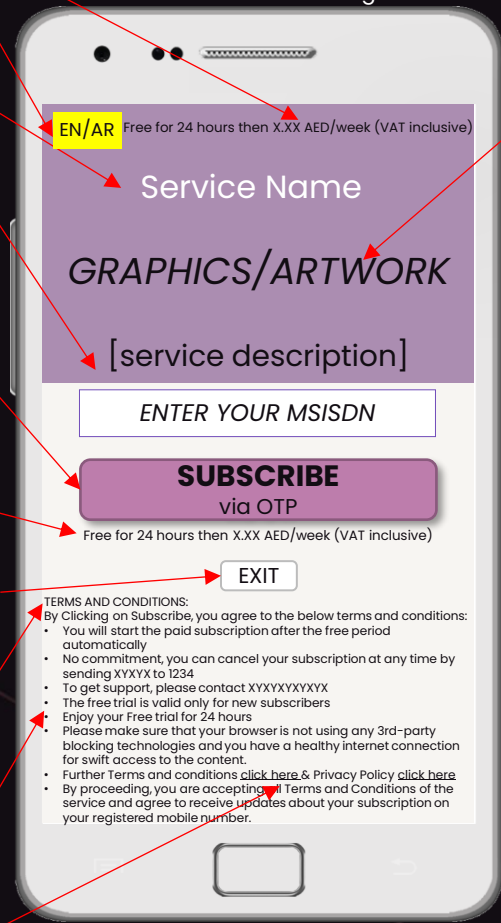 EN/AR
Free for 24 hours then X.XX AED/week (VAT inclusive)
Service Name
GRAPHICS/ARTWORK
[service description]
ENTER YOUR MSISDN
SUBSCRIBE
via OTP
Free for 24 hours then X.XX AED/week (VAT inclusive)
EXIT
TERMS AND CONDITIONS:
By Clicking on Subscribe, you agree to the below terms and conditions:
• You will start the paid subscription after the free period
automatically
• No commitment, you can cancel your subscription at any time by
sending XYXYX to 1234
• To get support, please contact XYXYXYXYXYX
• The free trial is valid only for new subscribers
• Enjoy your Free trial for 24 hours
• Please make sure that your browser is not using any 3rd-party
blocking technologies and you have a healthy internet connection
for swift access to the content.
• Further Terms and conditions click here & Privacy Policy click here
• By proceeding, you are accepting all Terms and Conditions of the
service and agree to receive updates about your subscription on
your registered mobile number.